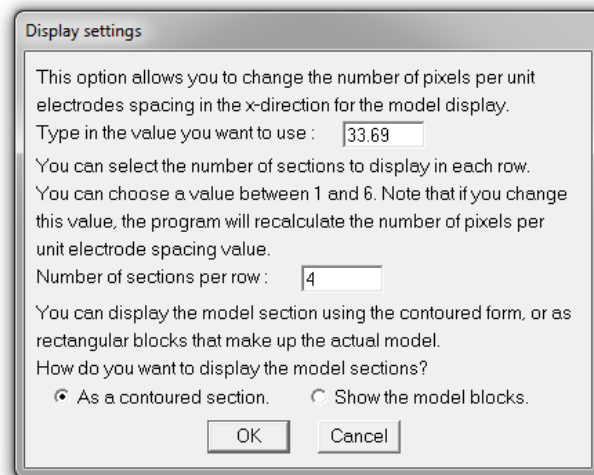 Display settings
This option allows you to change the number of pixels per unit
electrodes spacing in the x-direction for the model display.
Type in the value you want to use : 33.69
You can select the number of sections to display in each row.
You can choose a value between 1 and 6. Note that if you change
this value, the program will recalculate the number of pixels per
unit electrode spacing value.
Number of sections per row : 4
You can display the model section using the contoured form, or as
rectangular blocks that make up the actual model.
How do you want to display the model sections?
As a contoured section. Show the model blocks.
OK Cancel